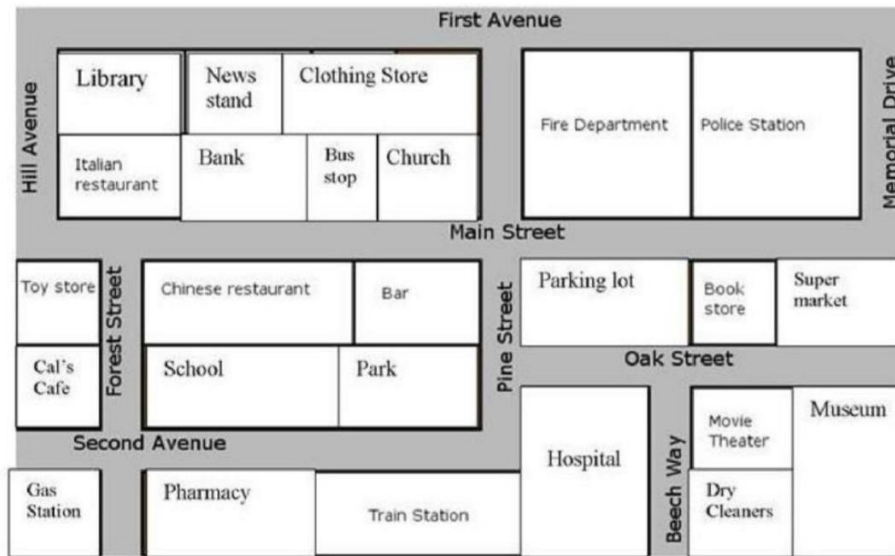 First Avenue
Hill Avenue
Library
News
stand
Clothing Store
Fire Department
Police Station
Memorial Drive
Italian
restaurant
Bank
Bus
stop
Church
Main Street
Toy store
Forest Street
Chinese restaurant
Bar
Pine Street
Parking lot
Book
store
Super
market
Oak Street
Cal's
Cafe
School
Park
Second Avenue
Hospital
Beech Way
Movie
Theater
Museum
Gas
Station
Pharmacy
Train Station
Dry
Cleaners